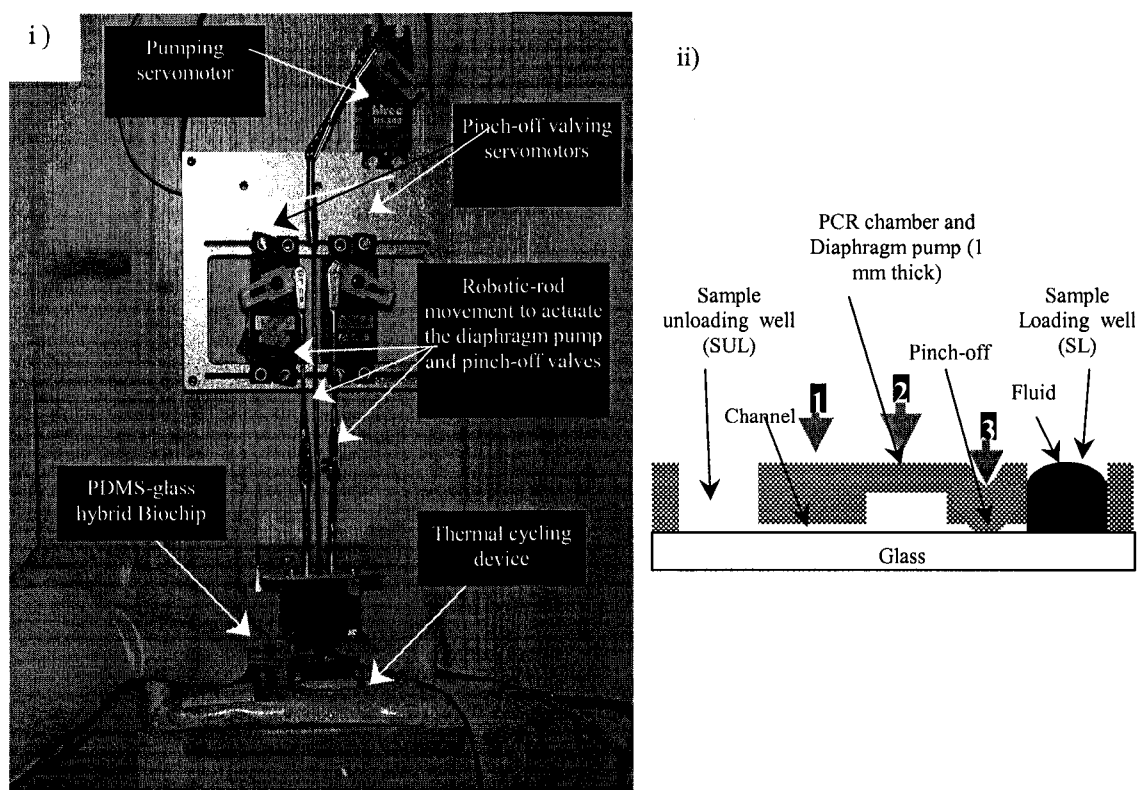 i)
Pumping
servomotor
Hitec
Pinch-off valving
servomotors
Robotic-rod
movement to actuate
the diaphragm pump
and pinch-off valves
PDMS-glass
hybrid Biochip
Thermal cycling
device
ii)
PCR chamber and
Diaphragm pump (1
mm thick)
Sample
unloading well
(SUL)
Sample
Loading well
(SL)
Pinch-off
Fluid
Channel
1
2
3
Glass